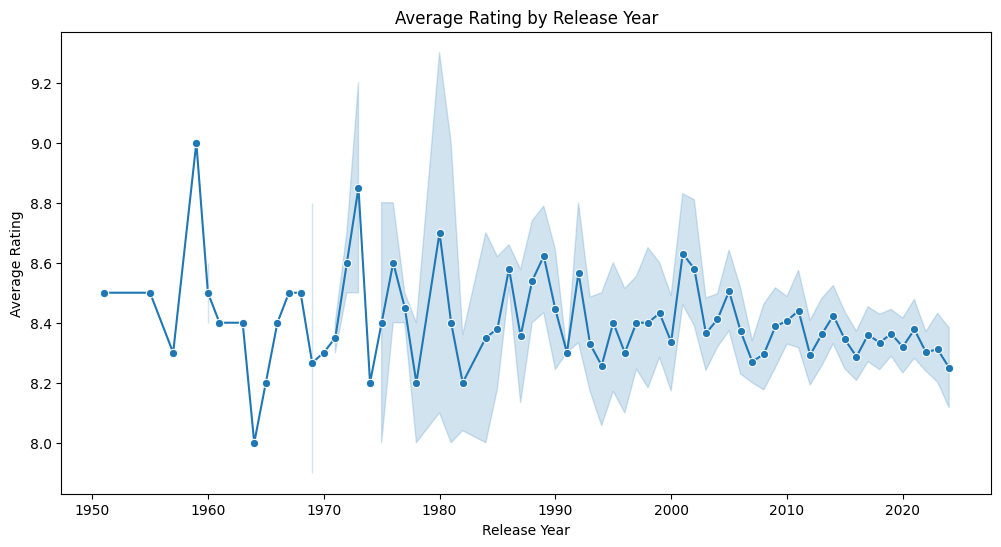 Average Rating by Release Year
Average Rating
9.2
9.0
8.8
8.6
8.4
8.2
8.0
1950 1960 1970 1980 1990 2000 2010 2020
Release Year